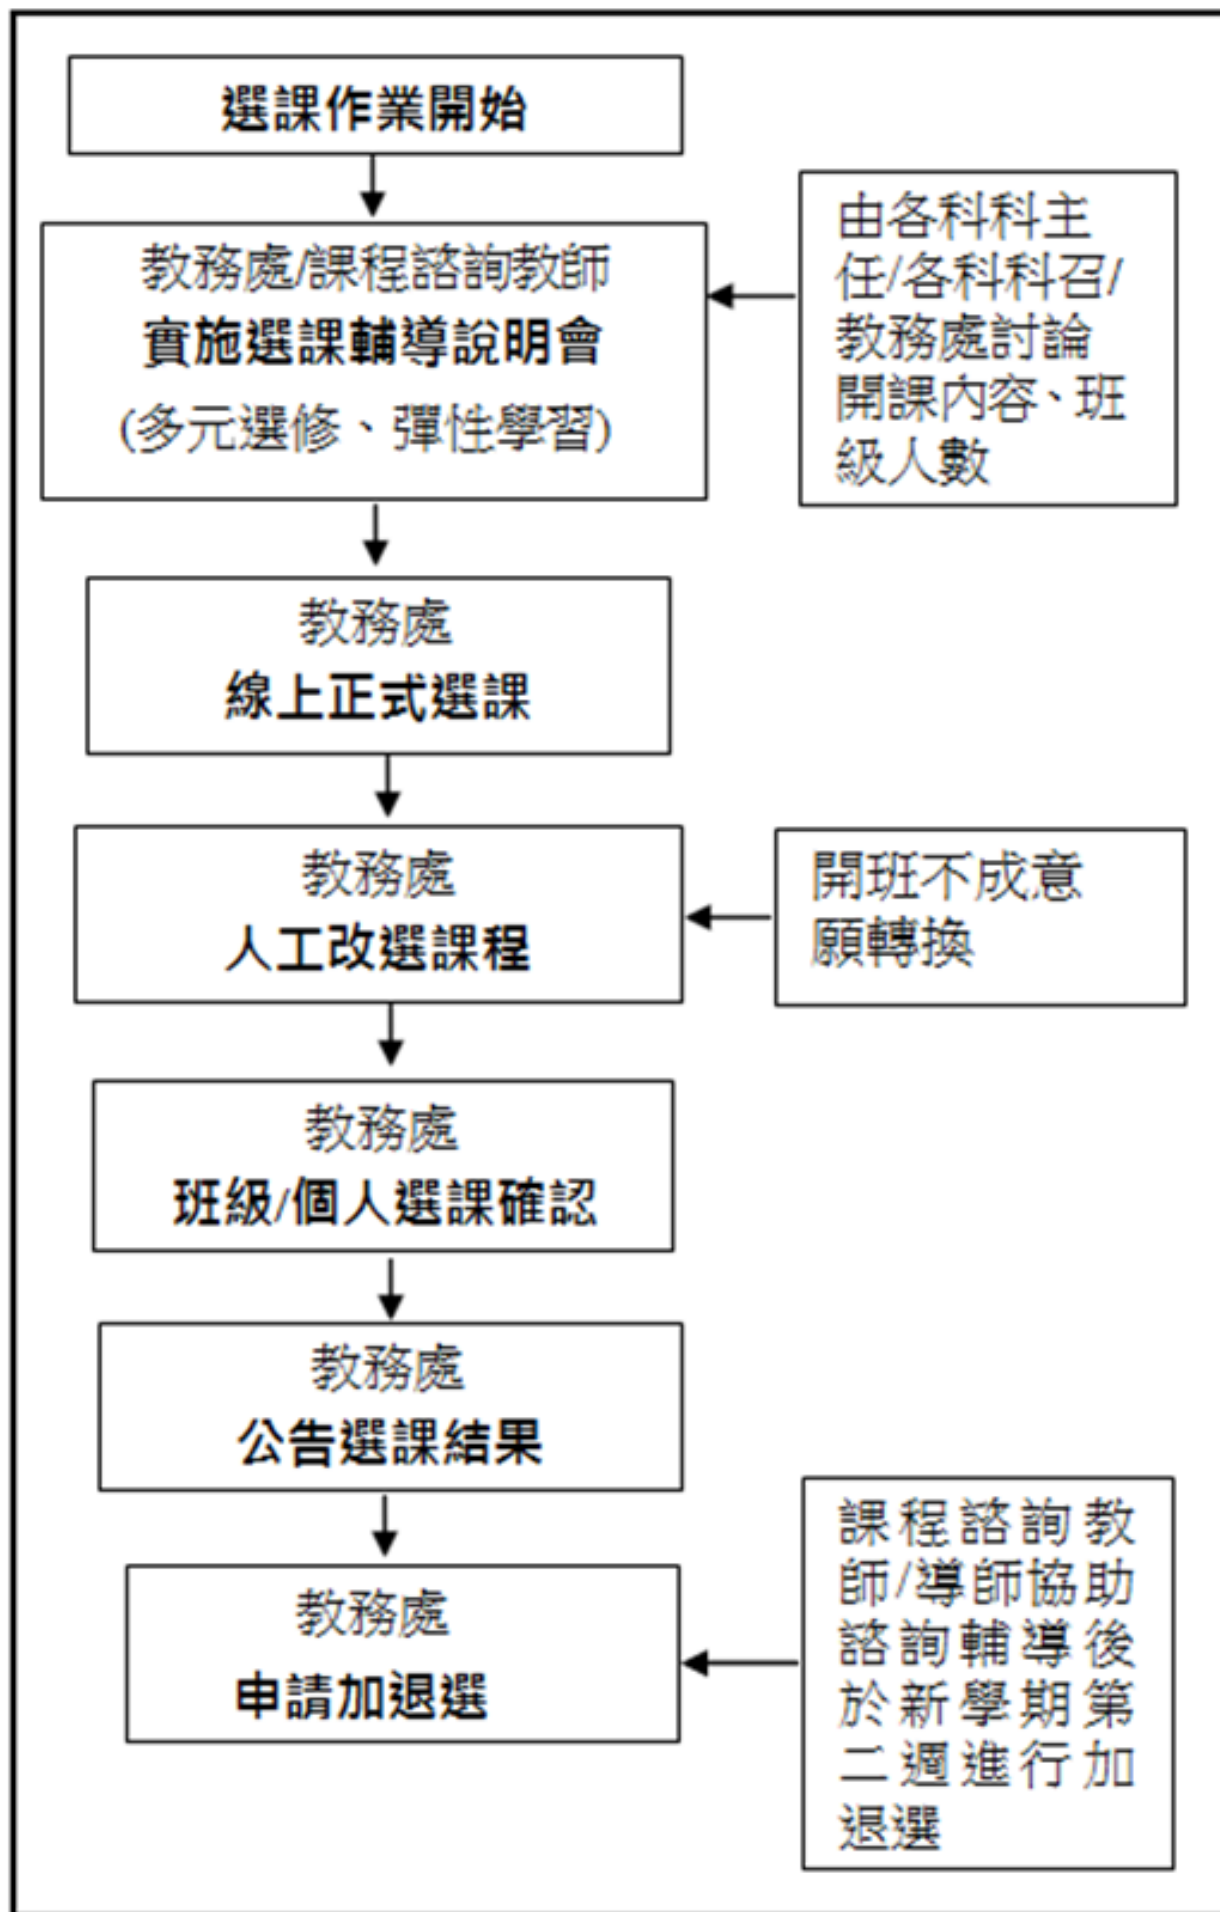 選課作業開始
教務處/課程諮詢教師
實施選課輔導說明會
(多元選修、彈性學習)
由各科科主
任/各科科召/
教務處討論
開課內容、班
級人數
教務處
線上正式選課
教務處
人工改選課程
開班不成意
願轉換
教務處
班級/個人選課確認
教務處
公告選課結果
教務處
申請加退選
課程諮詢教
師/導師協助
諮詢輔導後
於新學期第
二週進行加
退選